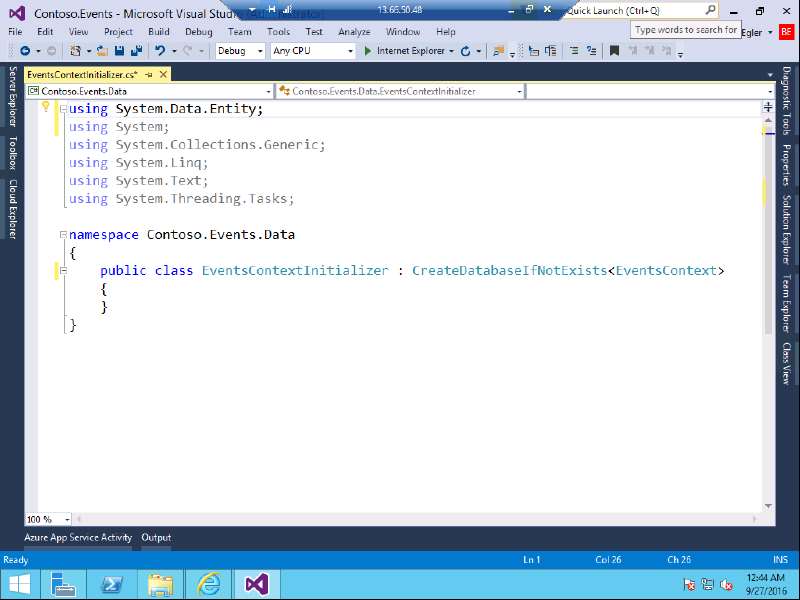 Contoso.Events - Microsoft Visual Studio
13.66.50.48
Quick Launch (Ctrl+Q)
File Edit View Project Build Debug Team Tools Test Analyze Window Help
Type words to search for
Egler
BE
Debug Any CPU Internet Explorer
EventsContextInitializer.cs*
Contoso.Events.Data Contoso.Events.Data.EventsContextInitializer
Server Explorer
Toolbox
Cloud Explorer
using System.Data.Entity;
using System;
using System.Collections.Generic;
using System.Linq;
using System.Text;
using System.Threading.Tasks;
namespace Contoso.Events.Data
{
public class EventsContextInitializer : CreateDatabaseIfNotExists<EventsContext>
{
}
}
Diagnostic Tools
Properties
Solution Explorer
Team Explorer
Class View
100 %
Azure App Service Activity Output
Ready Ln 1 Col 26 Ch 26 INS
12:44 AM
9/27/2016